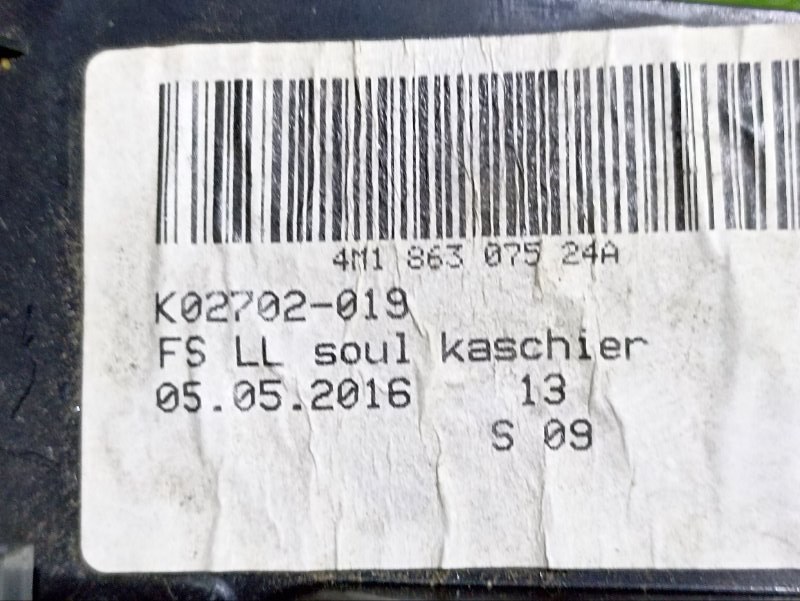 4M1 863 075 24A
K02702-019
FS LL soul kaschier
05.05.2016 13
S 09